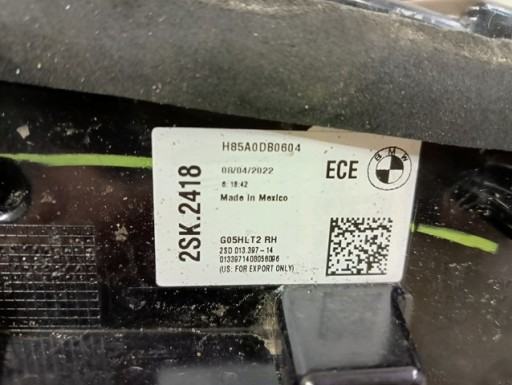 H85A0DB0604
08/04/2022
8:18:42
Made in Mexico
ECE
BMW
2SK.2418
G05HLT2 RH
2SD 013.397-14
0133971408056096
(US: FOR EXPORT ONLY)